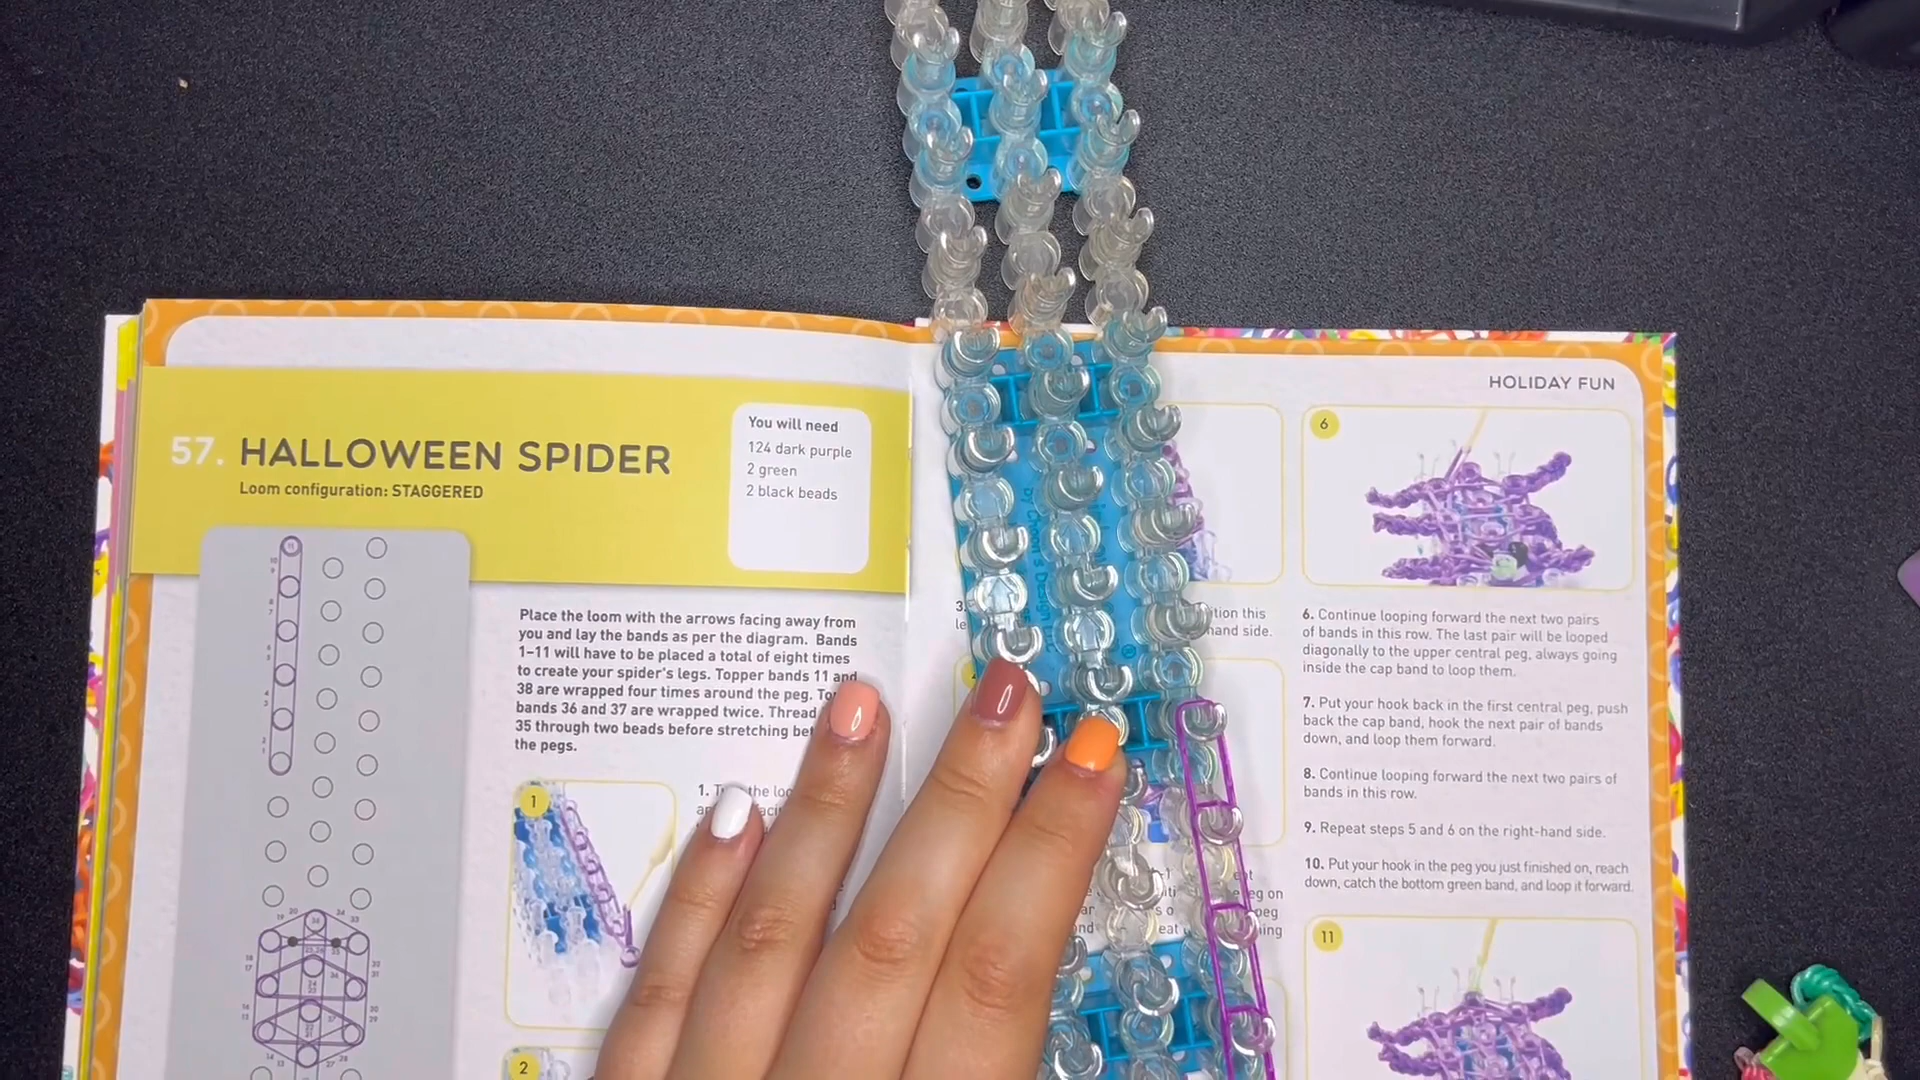 57. HALLOWEEN SPIDER
Loom configuration: STAGGERED
You will need
124 dark purple
2 green
2 black beads
Place the loom with the arrows facing away from
you and lay the bands as per the diagram. Bands
1–11 will have to be placed a total of eight times
to create your spider's legs. Topper bands 11 and
38 are wrapped four times around the peg.
bands 36 and 37 are wrapped twice. Thread
35 through two beads before stretching
the pegs.
1
1. the
2
HOLIDAY FUN
3.
ition this
hand side.
6
6. Continue looping forward the next two pairs
of bands in this row. The last pair will be looped
diagonally to the upper central peg, always going
inside the cap band to loop them.
7. Put your hook back in the first central peg, push
back the cap band, hook the next pair of bands
down, and loop them forward.
8. Continue looping forward the next two pairs of
bands in this row.
9. Repeat steps 5 and 6 on the right-hand side.
10. Put your hook in the peg you just finished on, reach
down, catch the bottom green band, and loop it forward.
11